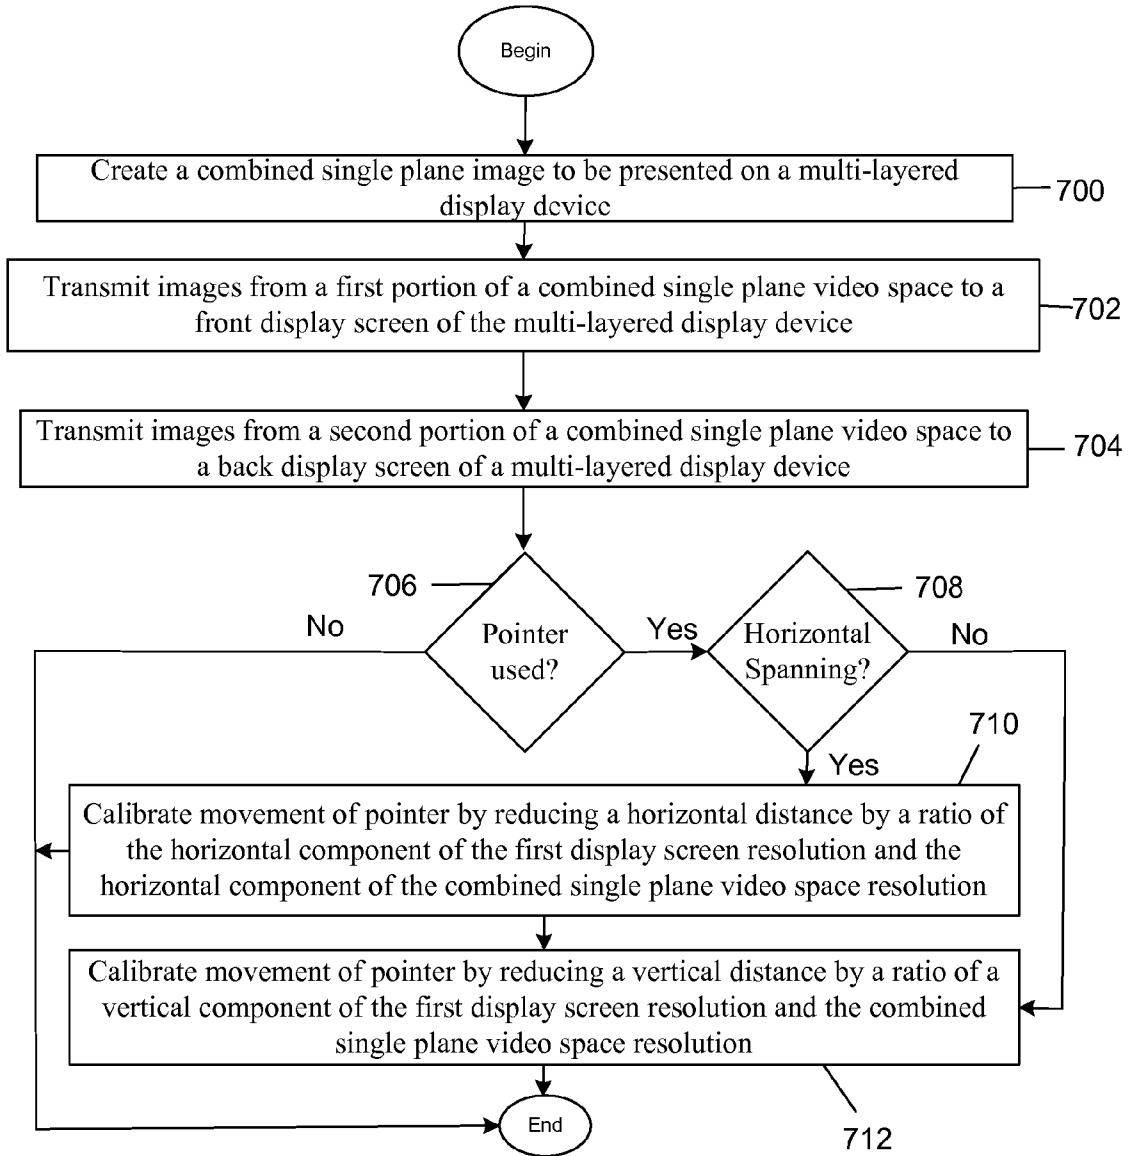 Begin
Create a combined single plane image to be presented on a multi-layered
display device
700
Transmit images from a first portion of a combined single plane video space to a
front display screen of the multi-layered display device
702
Transmit images from a second portion of a combined single plane video space to
a back display screen of a multi-layered display device
704
706
708
No
Pointer
used?
Yes
Horizontal
Spanning?
No
710
Yes
Calibrate movement of pointer by reducing a horizontal distance by a ratio of
the horizontal component of the first display screen resolution and the
horizontal component of the combined single plane video space resolution
Calibrate movement of pointer by reducing a vertical distance by a ratio of a
vertical component of the first display screen resolution and the combined
single plane video space resolution
End
712